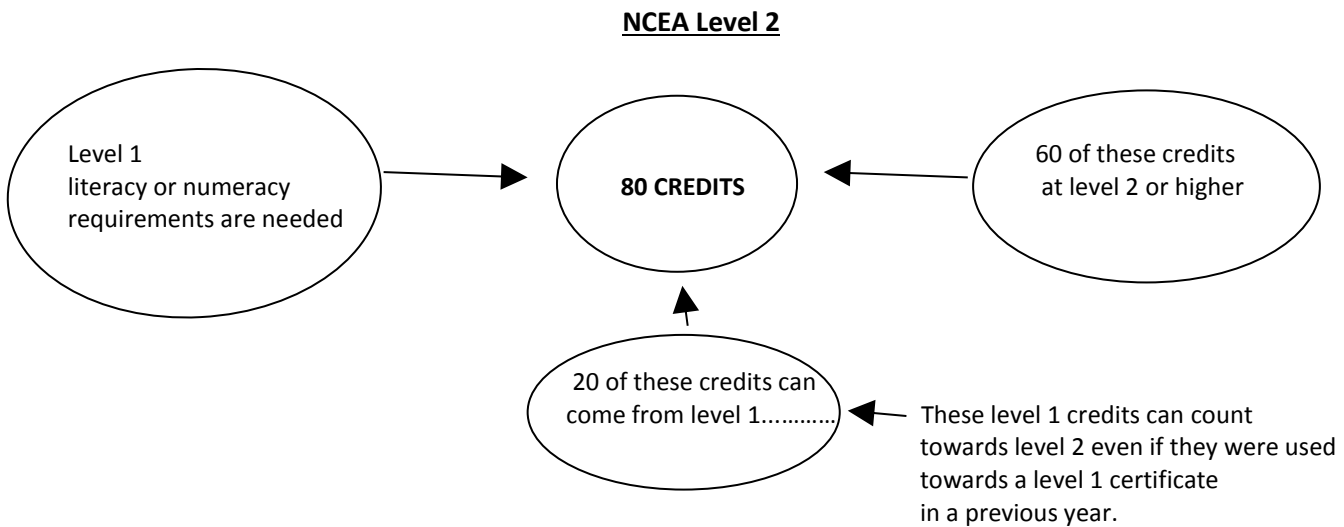 NCEA Level 2
Level 1
literacy or numeracy
requirements are needed
80 CREDITS
60 of these credits
at level 2 or higher
20 of these credits can
come from level 1............
These level 1 credits can count
towards level 2 even if they were used
towards a level 1 certificate
in a previous year.